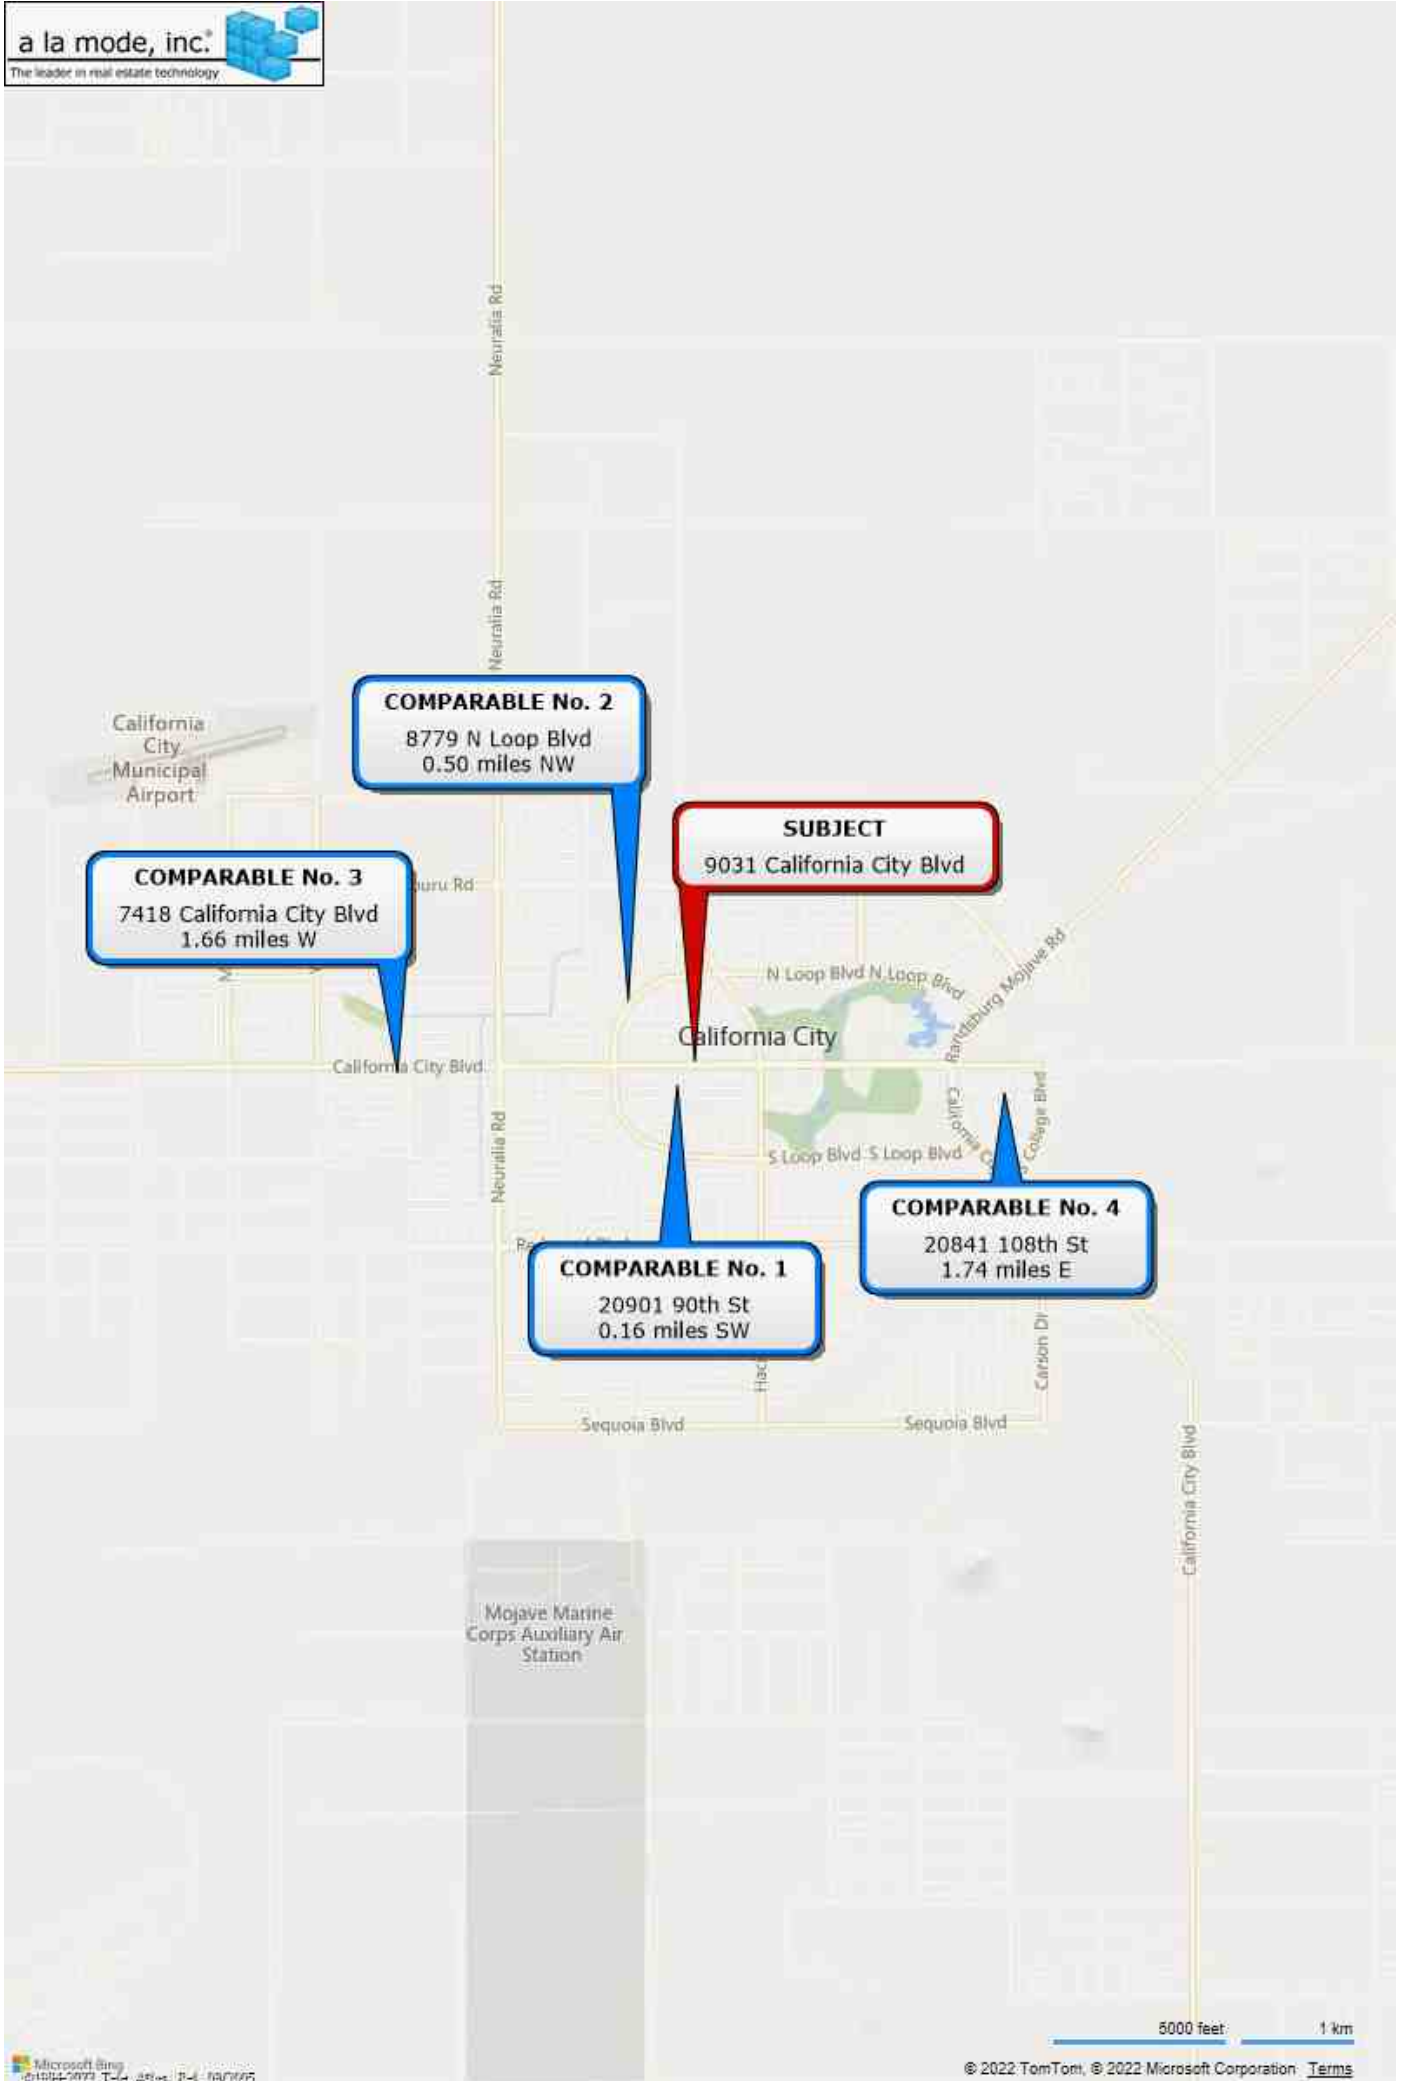 a la mode, inc.®
The leader in real estate technology
Neuralia Rd
Neuralia Rd
COMPARABLE No. 2
8779 N Loop Blvd
0.50 miles NW
California
City
Municipal
Airport
SUBJECT
9031 California City Blvd
COMPARABLE No. 3
7418 California City Blvd
1.66 miles W
Rd
N Loop Blvd N Loop Blvd
Randsburg Mojave Rd
California City
California City Blvd
Neuralia Rd
S Loop Blvd S Loop Blvd
California
College Blvd
COMPARABLE No. 4
20841 108th St
1.74 miles E
COMPARABLE No. 1
20901 90th St
0.16 miles SW
Carson Dr
Sequoia Blvd
Sequoia Blvd
California City Blvd
Mojave Marine
Corps Auxiliary Air
Station
5000 feet
1 km
Microsoft Bing
© 2022 TomTom, © 2022 Microsoft Corporation Terms